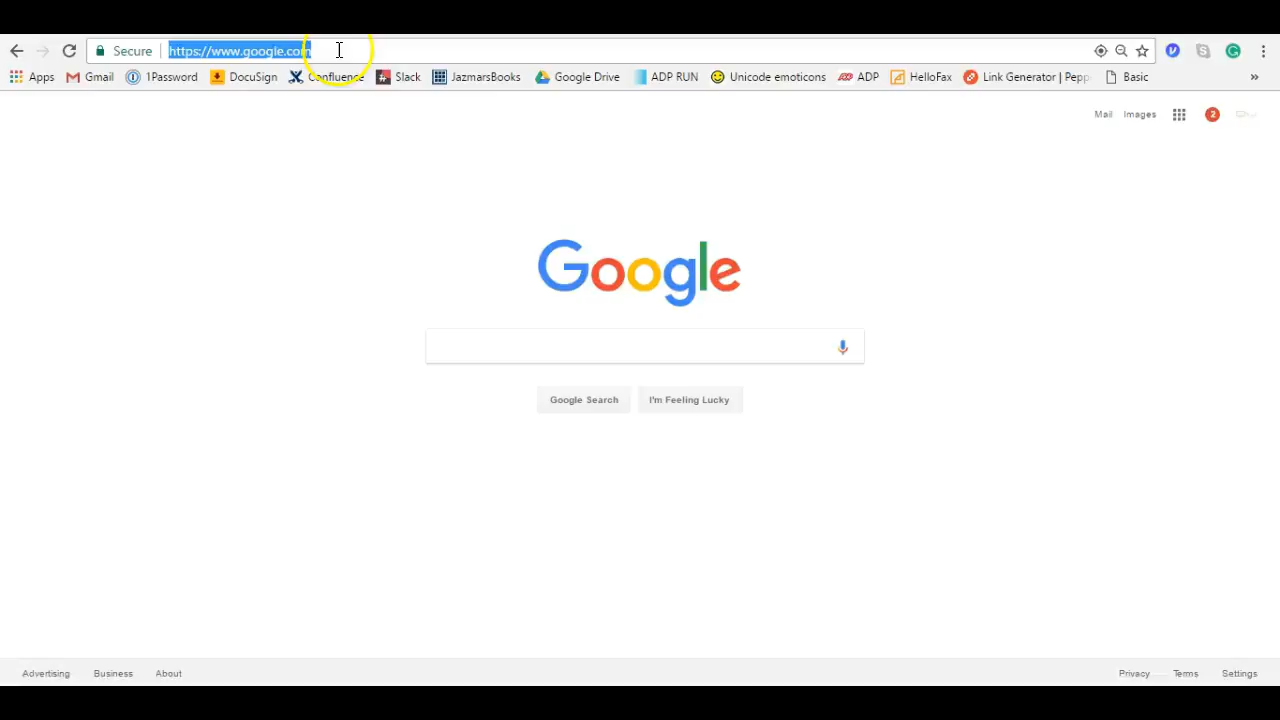 Secure https://www.google.com
Apps Gmail 1Password DocuSign Confluence Slack JazmarsBooks Google Drive ADP RUN Unicode emoticons ADP HelloFax Link Generator | Pepp Basic »
Mail Images 2
Google
Google Search I'm Feeling Lucky
Advertising Business About Privacy Terms Settings